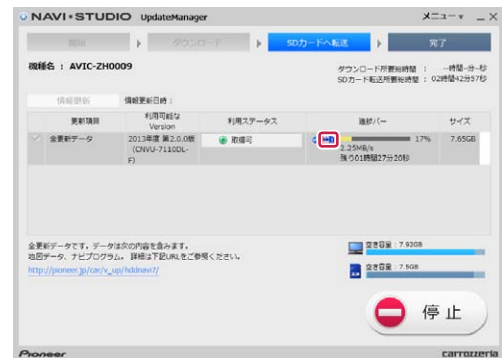 NAVI★STUDIO UpdateManager メニュー
開始 ダウンロード SDカードへ転送 完了
機種名 : AVIC-ZH0009
ダウンロード所要総時間 : --時間-分-秒
SDカード転送所要総時間 : 02時間42分57秒
情報更新 情報更新日時 :
更新項目 利用可能な Version 利用ステータス 進捗バー サイズ
全更新データ 2013年度 第2.0.0版 取得可 17% 7.65GB
(CNVU-7110DL-F)
2.25MB/s
残り01時間27分20秒
全更新データです。データは次の内容を含みます。
地図データ、ナビプログラム。 詳細は下記URLをご参照ください。
http://pioneer.jp/car/v_up/hddnavi7/
空き容量 : 7.92GB
空き容量 : 7.5GB
停止
Pioneer carrozzeria